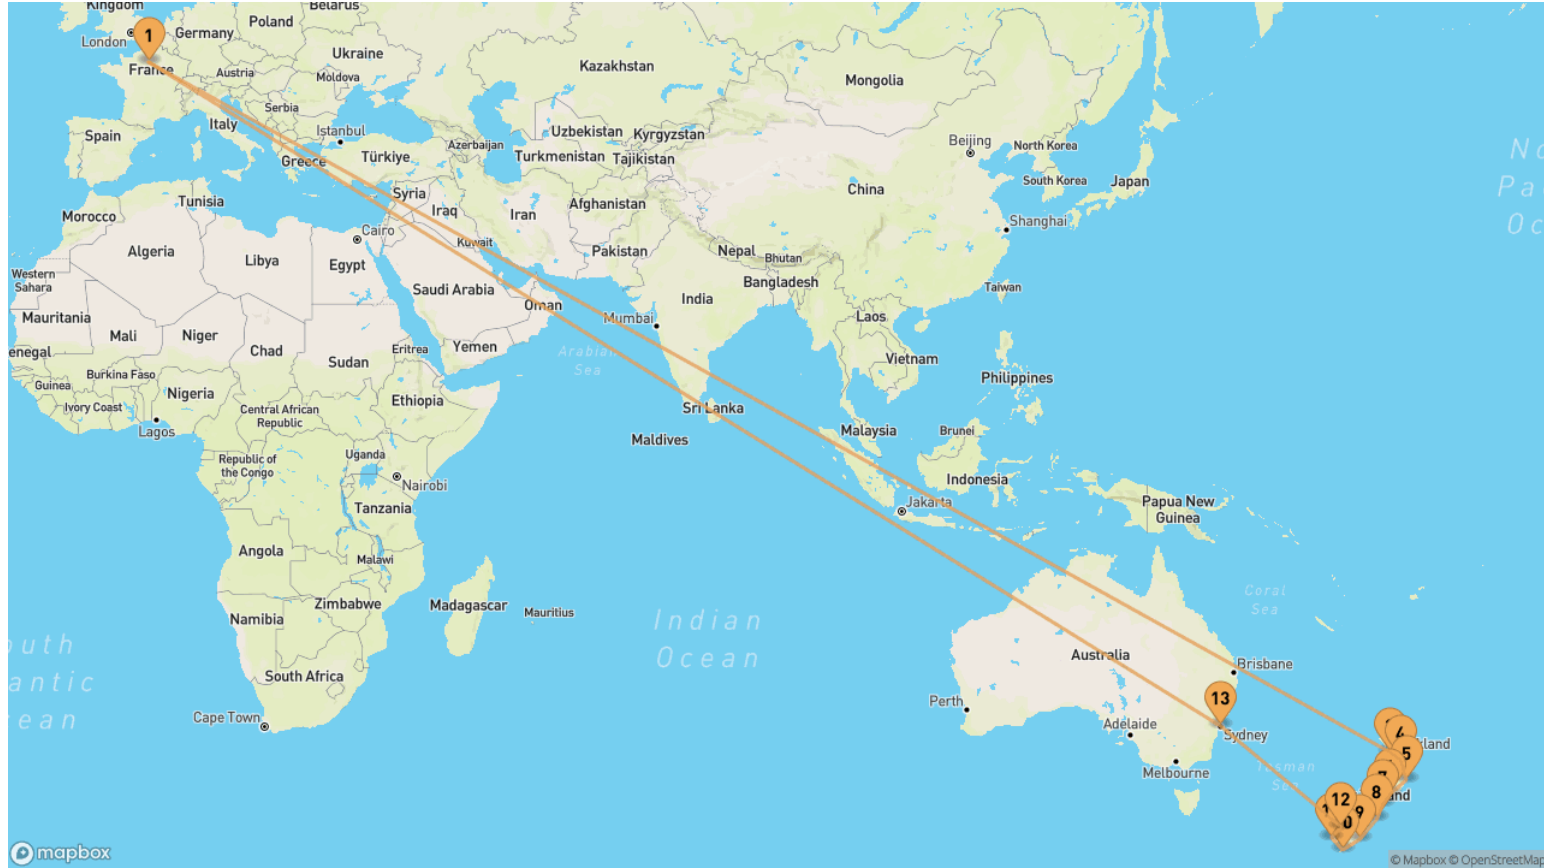 Kingdom
Belarus
Poland
1
London
Germany
Ukraine
France
Austria
Moldova
Kazakhstan
Mongolia
Serbia
Italy
Spain
Istanbul
Uzbekistan
Kyrgyzstan
Azerbaijan
Beijing
North Korea
Greece
Türkiye
Turkmenistan
Tajikistan
South Korea
Japan
Syria
China
Tunisia
Iraq
Iran
Afghanistan
Morocco
Cairo
Kuwait
Shanghai
Algeria
Libya
Egypt
Pakistan
Nepal
Bhutan
Western
Sahara
Saudi Arabia
Bangladesh
Taiwan
India
Oman
Mauritania
Mali
Niger
Mumbai
Laos
Chad
Sudan
Eritrea
Yemen
Arabian
Sea
Vietnam
Burkina Faso
Guinea
Nigeria
Ethiopia
Philippines
Ivory Coast
Central African
Republic
Sri Lanka
Lagos
Maldives
Malaysia
Brunei
Uganda
Republic of
the Congo
Nairobi
Indonesia
Tanzania
Jakarta
Papua New
Guinea
Angola
Malawi
Zimbabwe
Madagascar
Mauritius
Coral
Sea
Namibia
Indian
Ocean
Australia
Brisbane
South Africa
Perth
13
Cape Town
Adelaide
Sydney
4
5
Melbourne
Tasman
Sea
7
8
12
9
mapbox
© Mapbox © OpenStreetMap